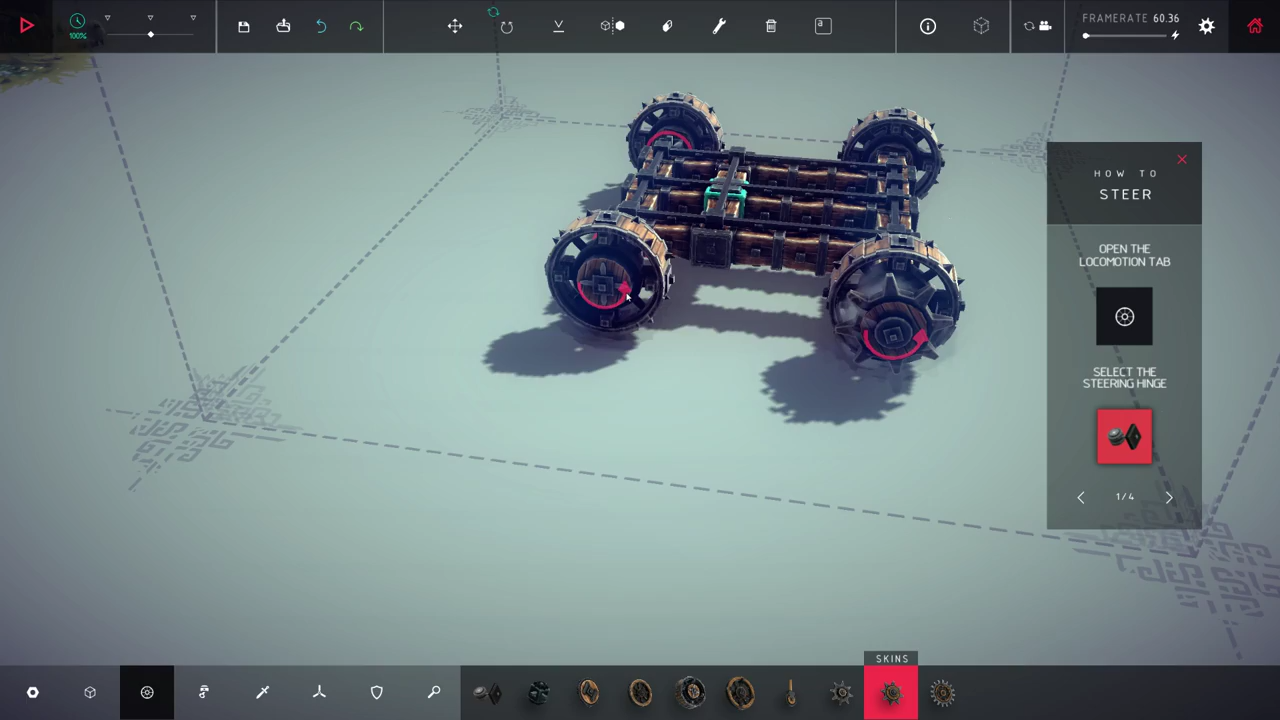 100%
a
FRAMERATE 60.36
HOW TO
STEER
OPEN THE
LOCOMOTION TAB
SELECT THE
STEERING HINGE
1/4
SKINS